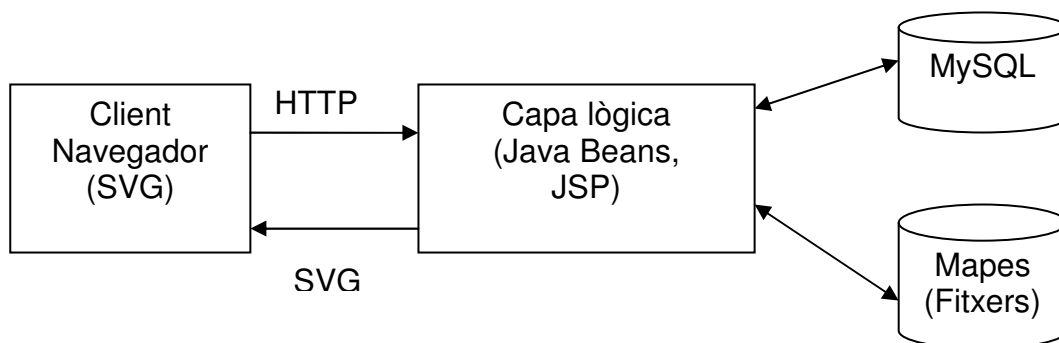 Client
Navegador
(SVG)
HTTP
SVG
Capa lògica
(Java Beans,
JSP)
MySQL
Mapes
(Fitxers)